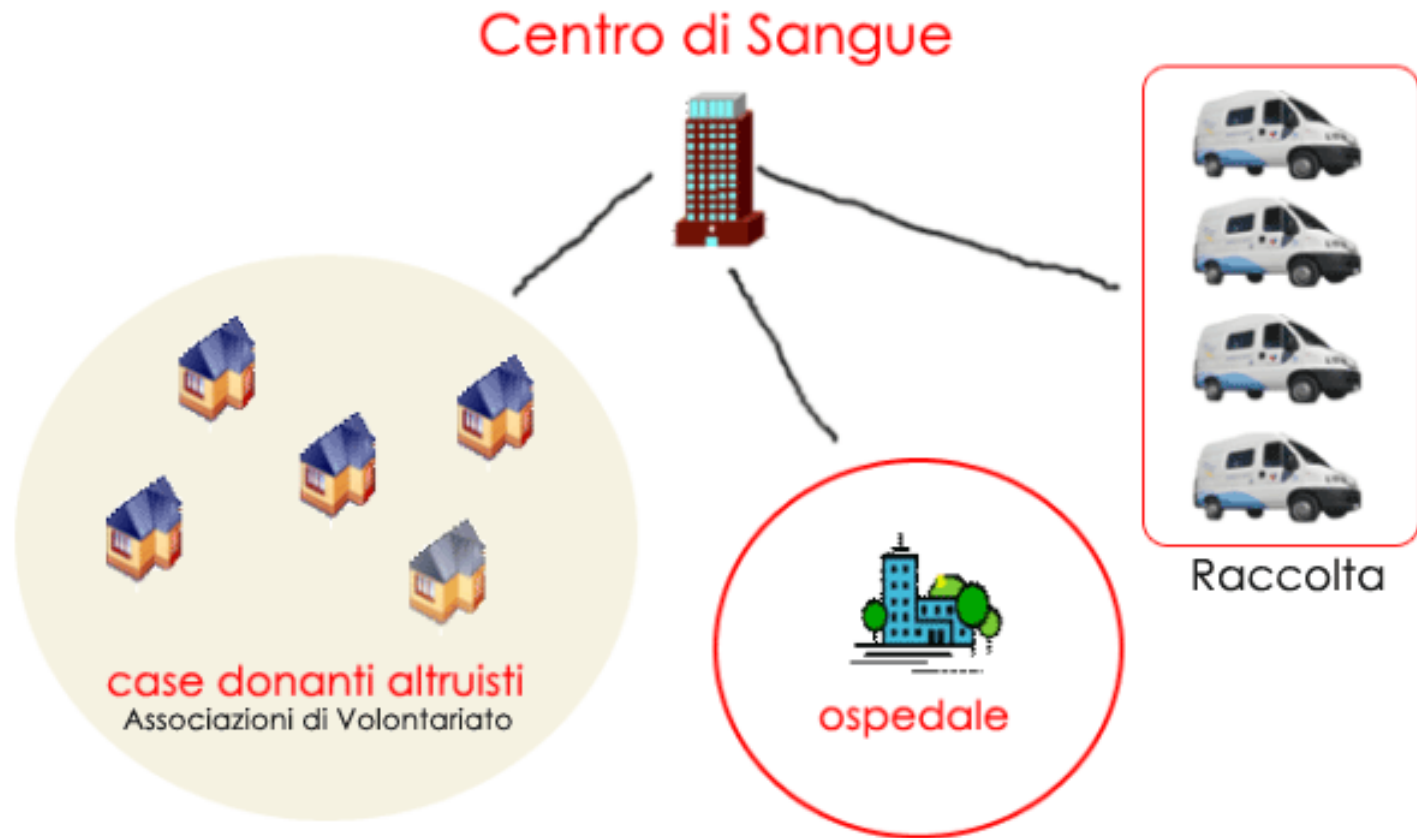 Centro di Sangue
Raccolta
case donanti altruisti
Associazioni di Volontariato
ospedale